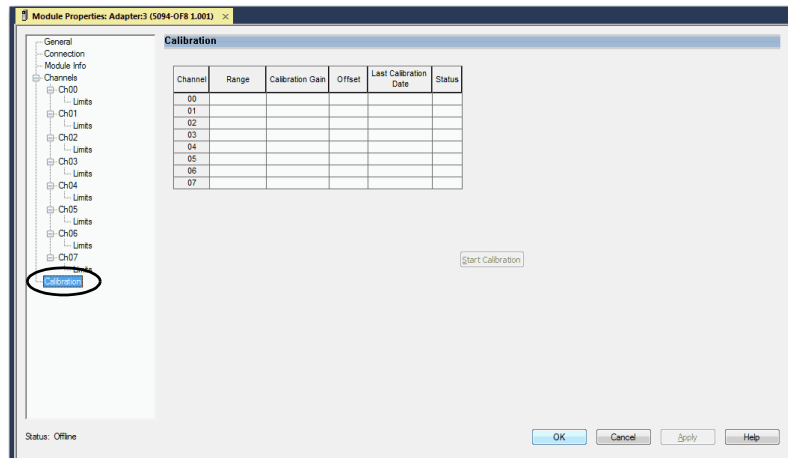 Module Properties: Adapter:3 (5094-OF8 1.001) ×
General
Connection
Module Info
Channels
Ch00
Limits
Ch01
Limits
Ch02
Limits
Ch03
Limits
Ch04
Limits
Ch05
Limits
Ch06
Limits
Ch07
Limits
Calibration
Calibration
Channel Range Calibration Gain Offset Last Calibration Date Status
00
01
02
03
04
05
06
07
Start Calibration
Status: Offline
OK Cancel Apply Help